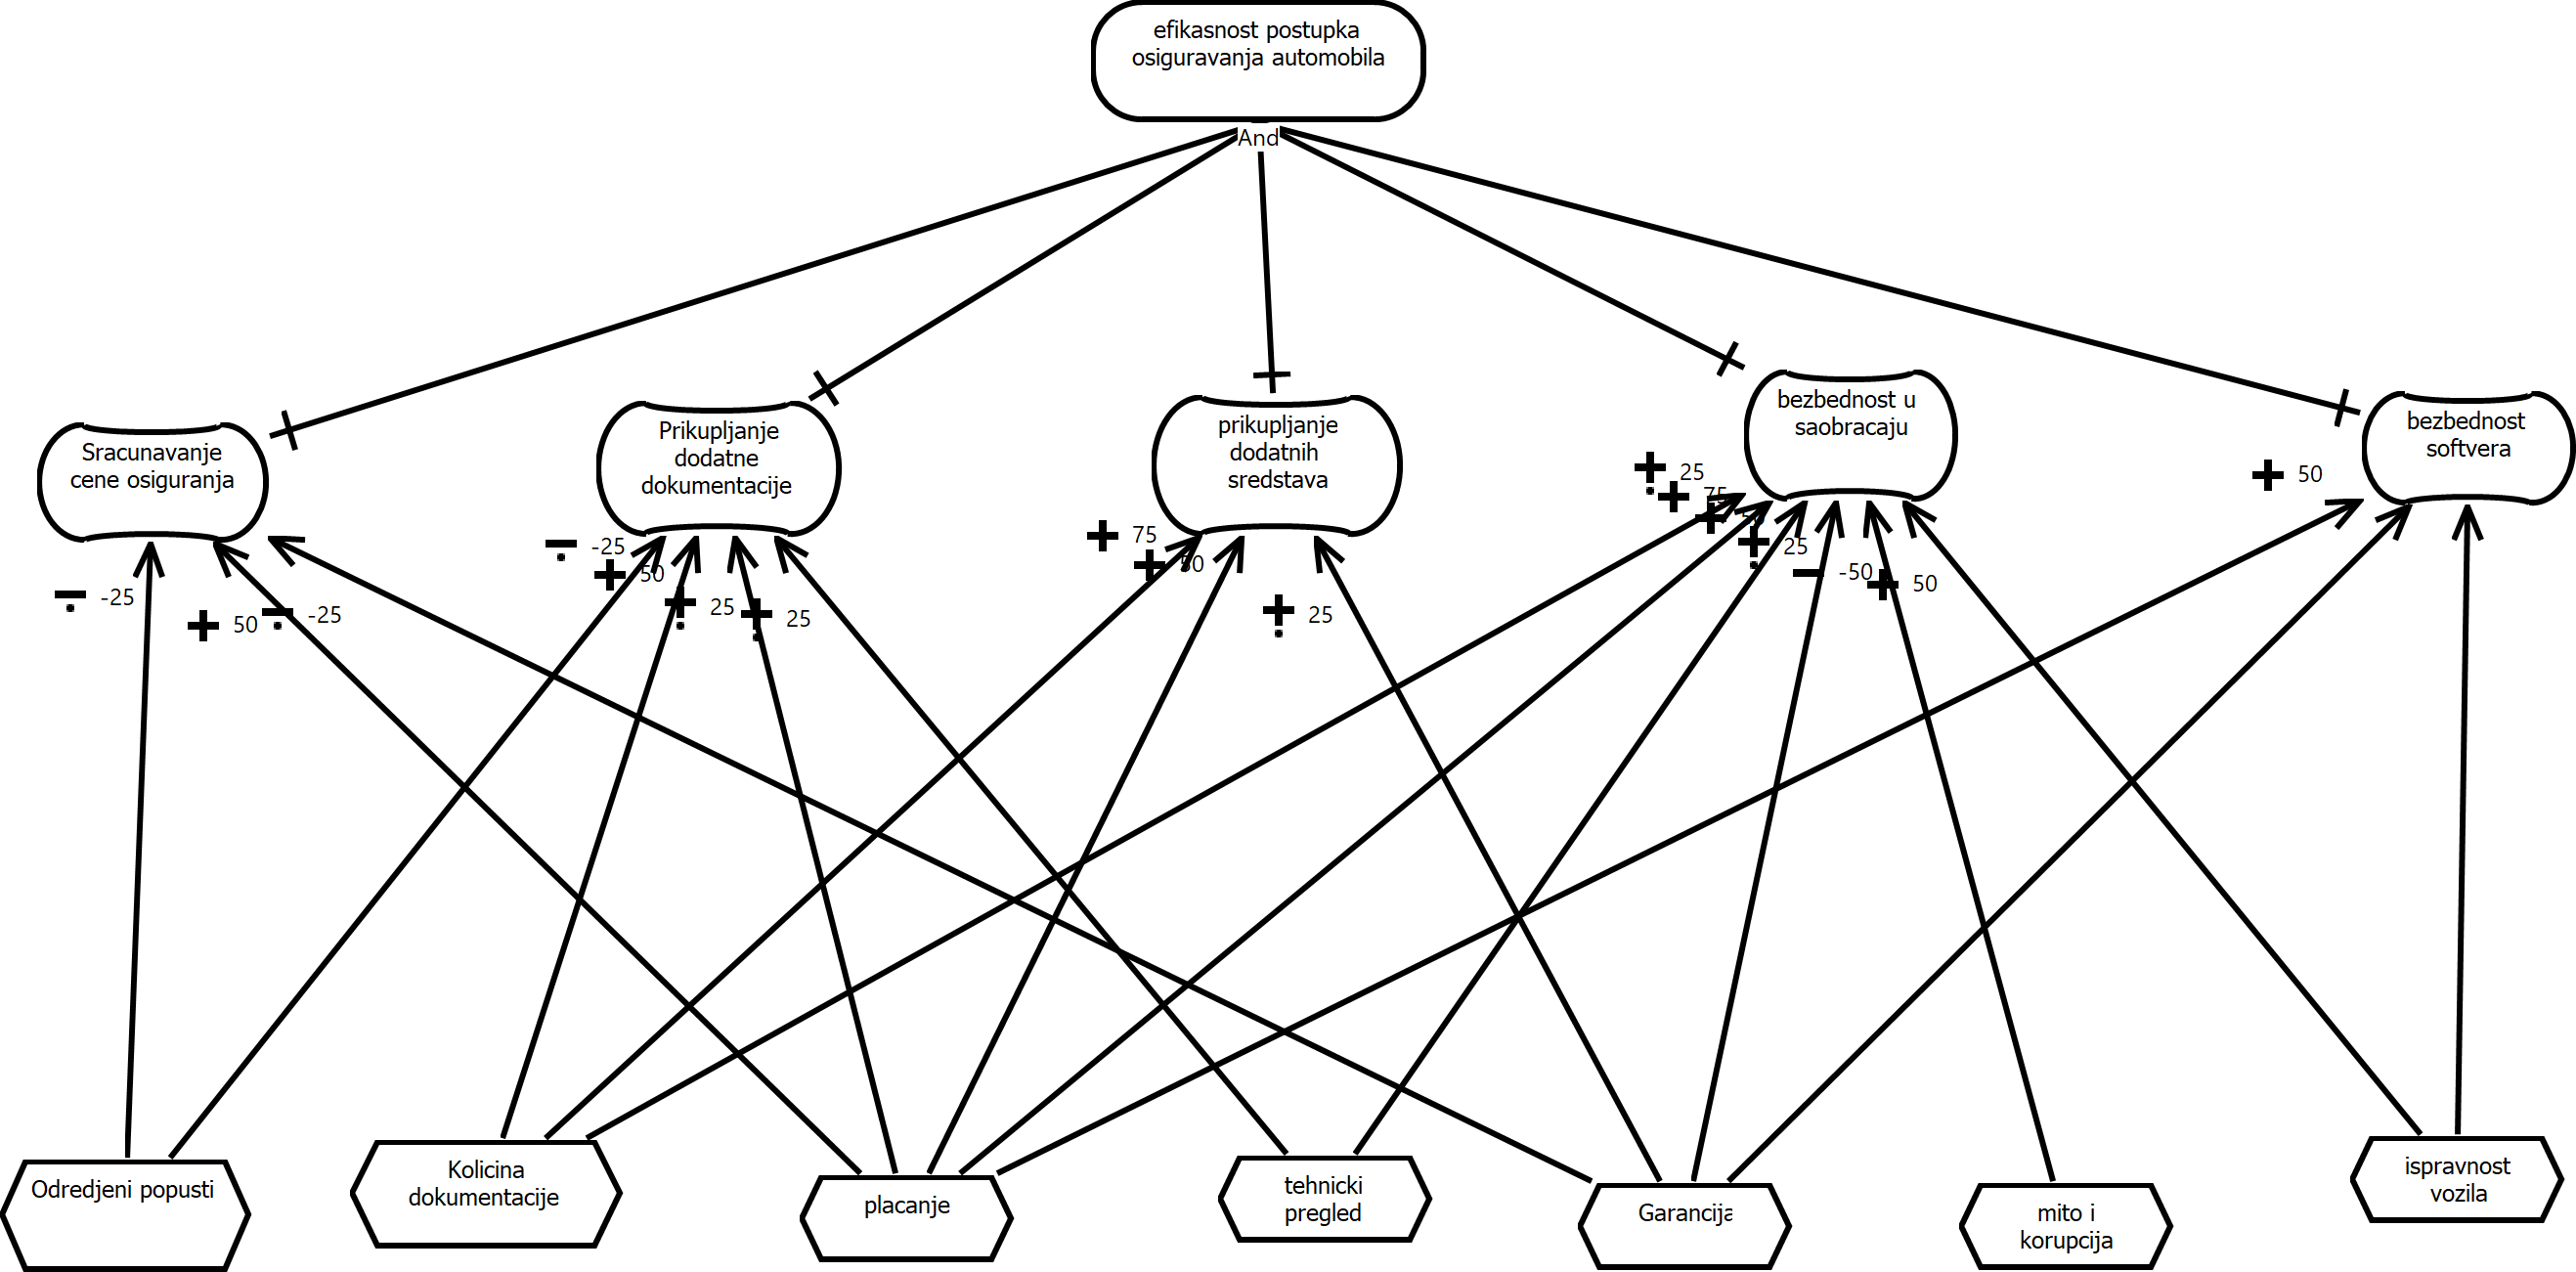 efikasnost postupka
osiguravanja automobila
And
Sracunavanje
cene osiguranja
Prikupljanje
dodatne
dokumentacije
prikupljanje
dodatnih
sredstava
bezbednost u
saobracaju
bezbednost
softvera
-25
50
-25
-25
50
25
25
75
50
25
25
75
50
25
-50
50
50
Odredjeni popusti
Kolicina
dokumentacije
placanje
tehnicki
pregled
Garancija
mito i
korupcija
ispravnost
vozila